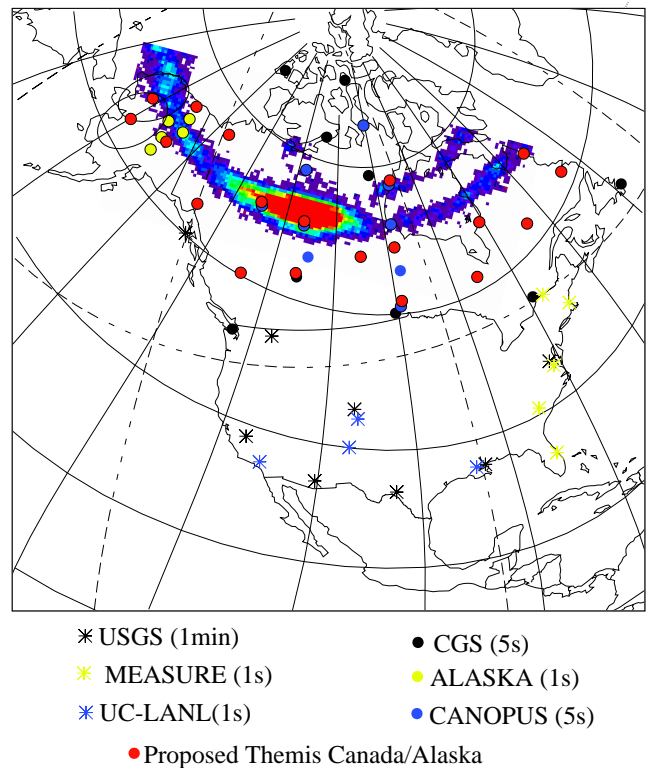 USGS (1min)
CGS (5s)
MEASURE (1s)
ALASKA (1s)
UC-LANL(1s)
CANOPUS (5s)
Proposed Themis Canada/Alaska